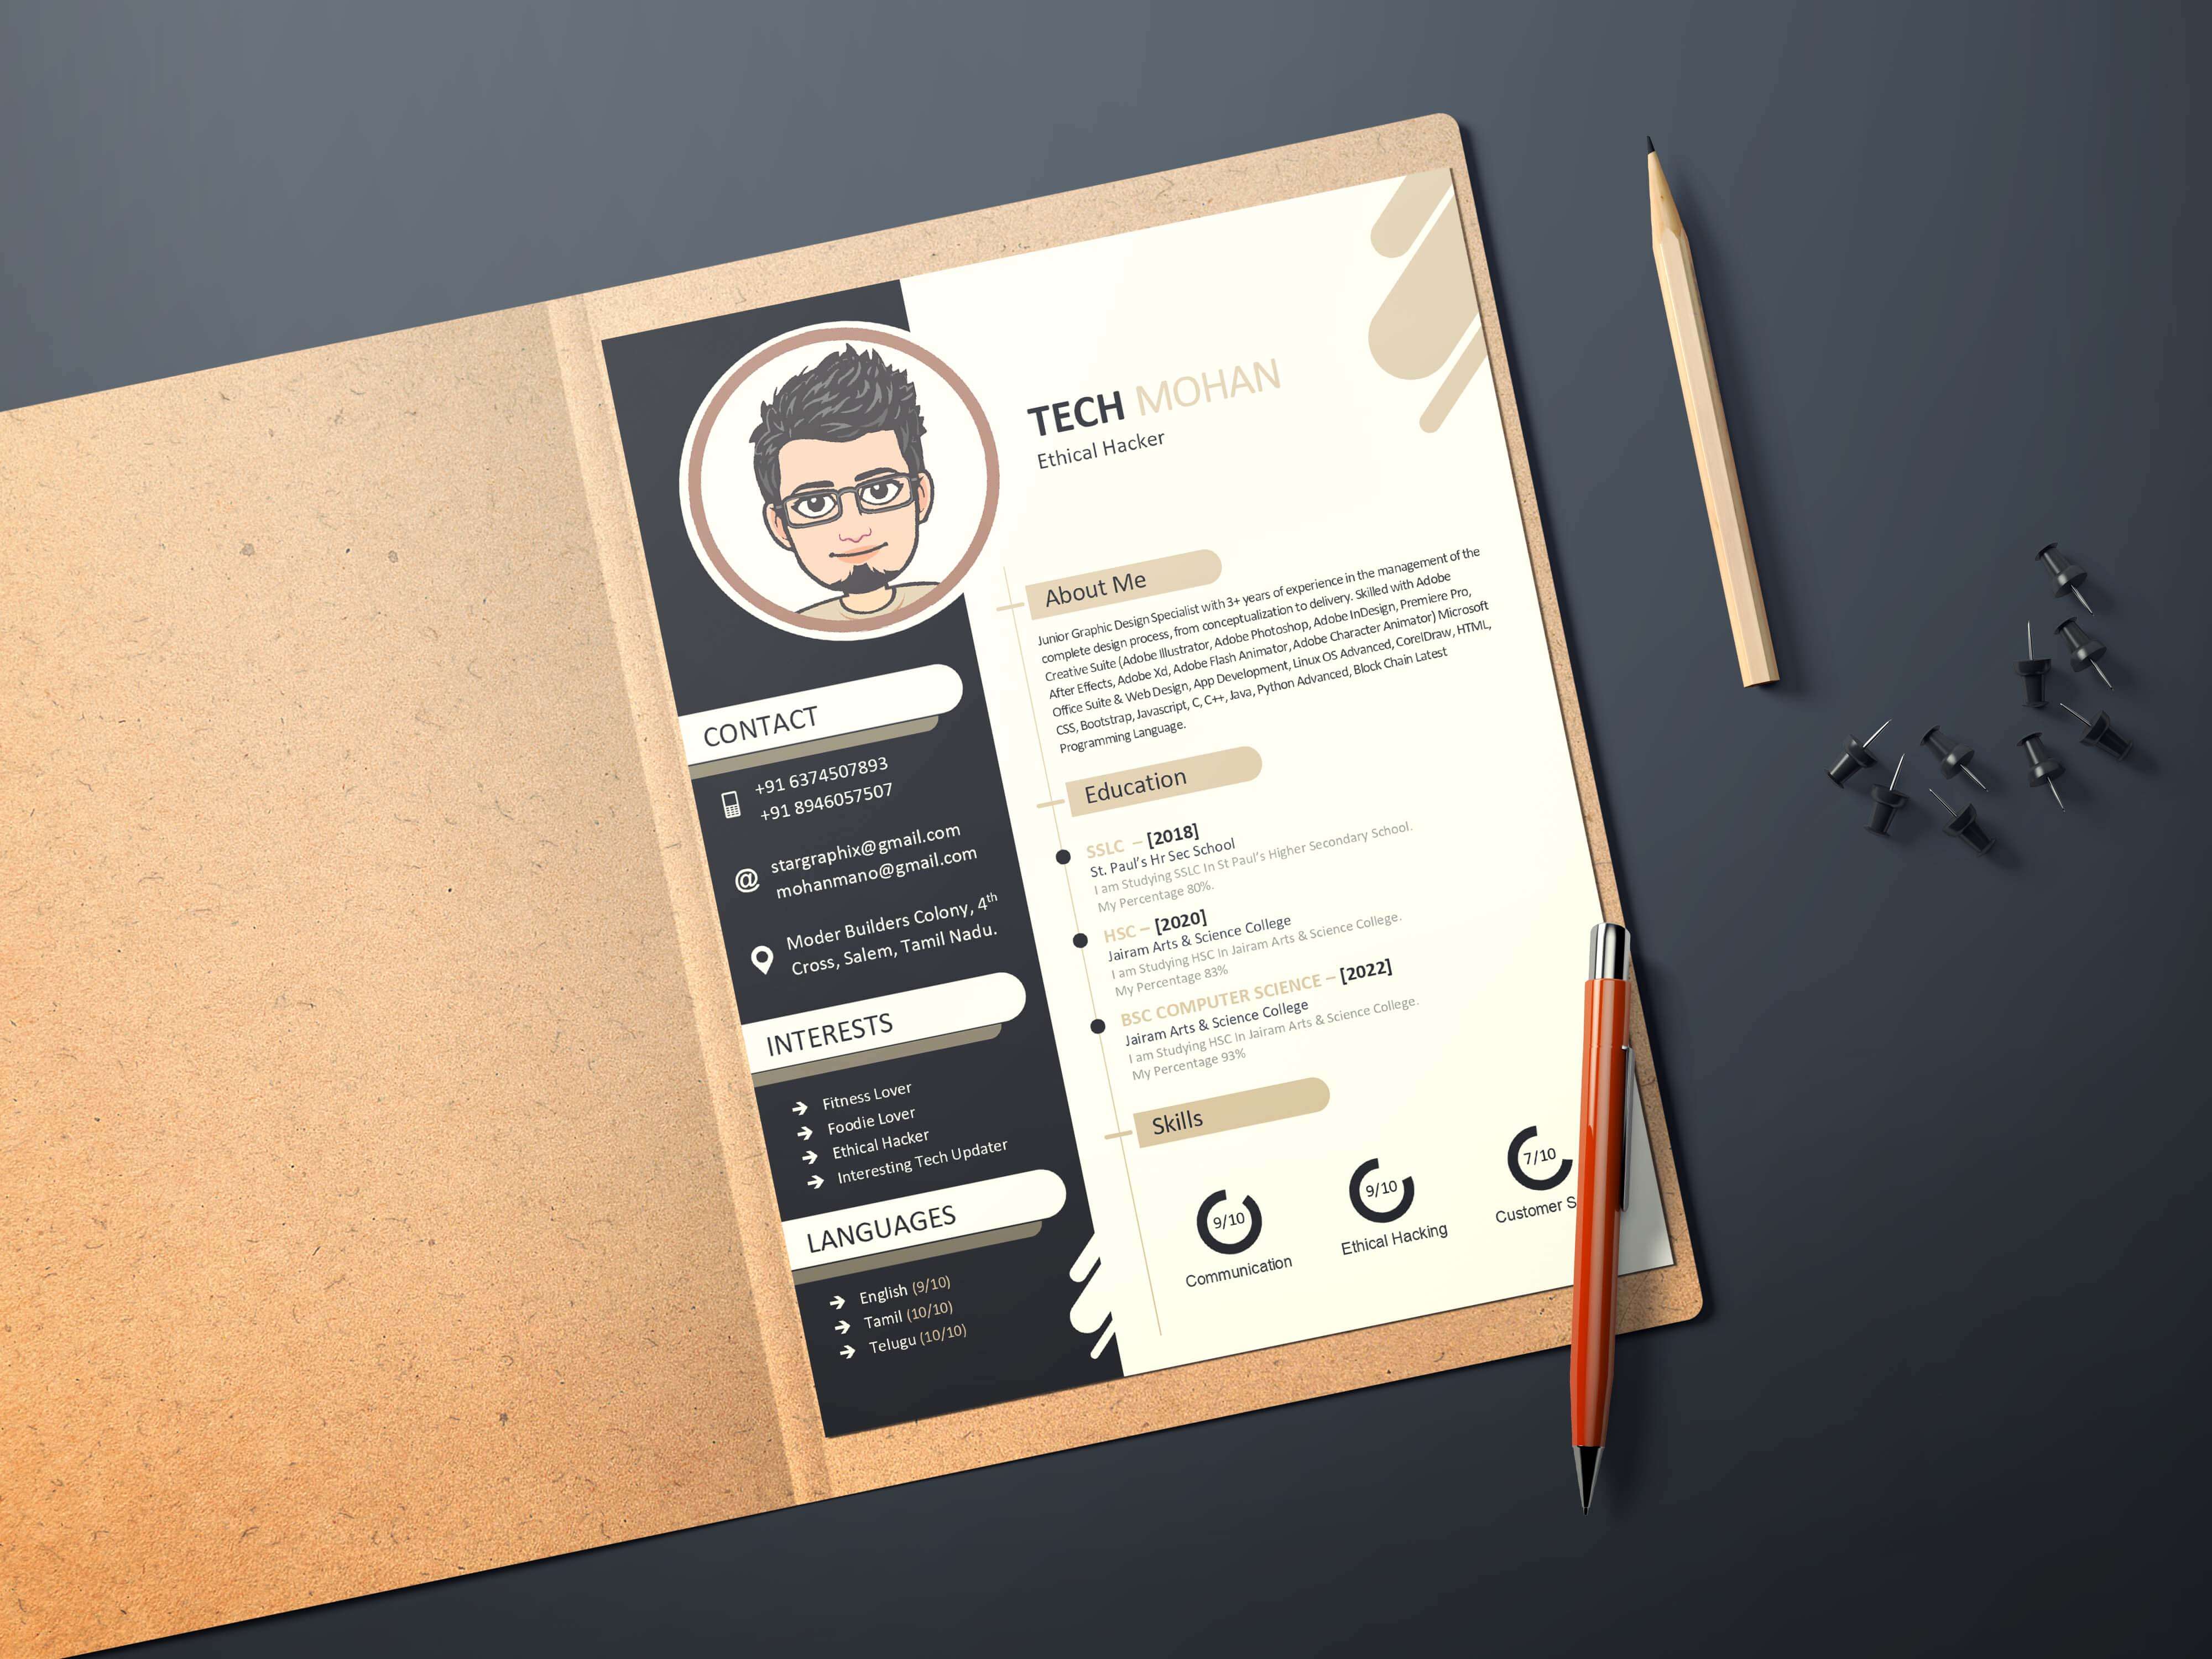 TECH MOHAN
Ethical Hacker
CONTACT
+91 6374507893
+91 8946057507
@ stargraphix@gmail.com
mohanmano@gmail.com
Moder Builders Colony, 4th
Cross, Salem, Tamil Nadu.
INTERESTS
Fitness Lover
Foodie Lover
Ethical Hacker
Interesting Tech Updater
LANGUAGES
English (9/10)
Tamil (10/10)
Telugu (10/10)
About Me
Junior Graphic Design Specialist with 3+ years of experience in the management of the
complete design process, from conceptualization to delivery. Skilled with Adobe
Creative Suite (Adobe Illustrator, Adobe Photoshop, Adobe InDesign, Premiere Pro,
After Effects, Adobe Xd, Adobe Flash Animator, Adobe Character Animator) Microsoft
Office Suite & Web Design, App Development, Linux OS Advanced, CorelDraw, HTML,
CSS, Bootstrap, Javascript, C, C++, Java, Python Advanced, Block Chain Latest
Programming Language.
Education
SSLC – [2018]
St. Paul's Hr Sec School
I am Studying SSLC In St Paul's Higher Secondary School.
My Percentage 80%.
HSC – [2020]
Jairam Arts & Science College
I am Studying HSC In Jairam Arts & Science College.
My Percentage 83%
BSC COMPUTER SCIENCE – [2022]
Jairam Arts & Science College
I am Studying HSC In Jairam Arts & Science College.
My Percentage 93%
Skills
9/10
Communication
9/10
Ethical Hacking
7/10
Customer S